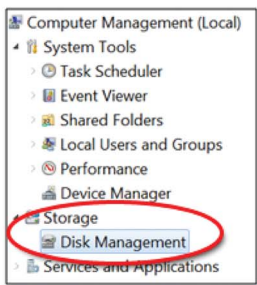 Computer Management (Local)
System Tools
Task Scheduler
Event Viewer
Shared Folders
Local Users and Groups
Performance
Device Manager
Storage
Disk Management
Services and Applications